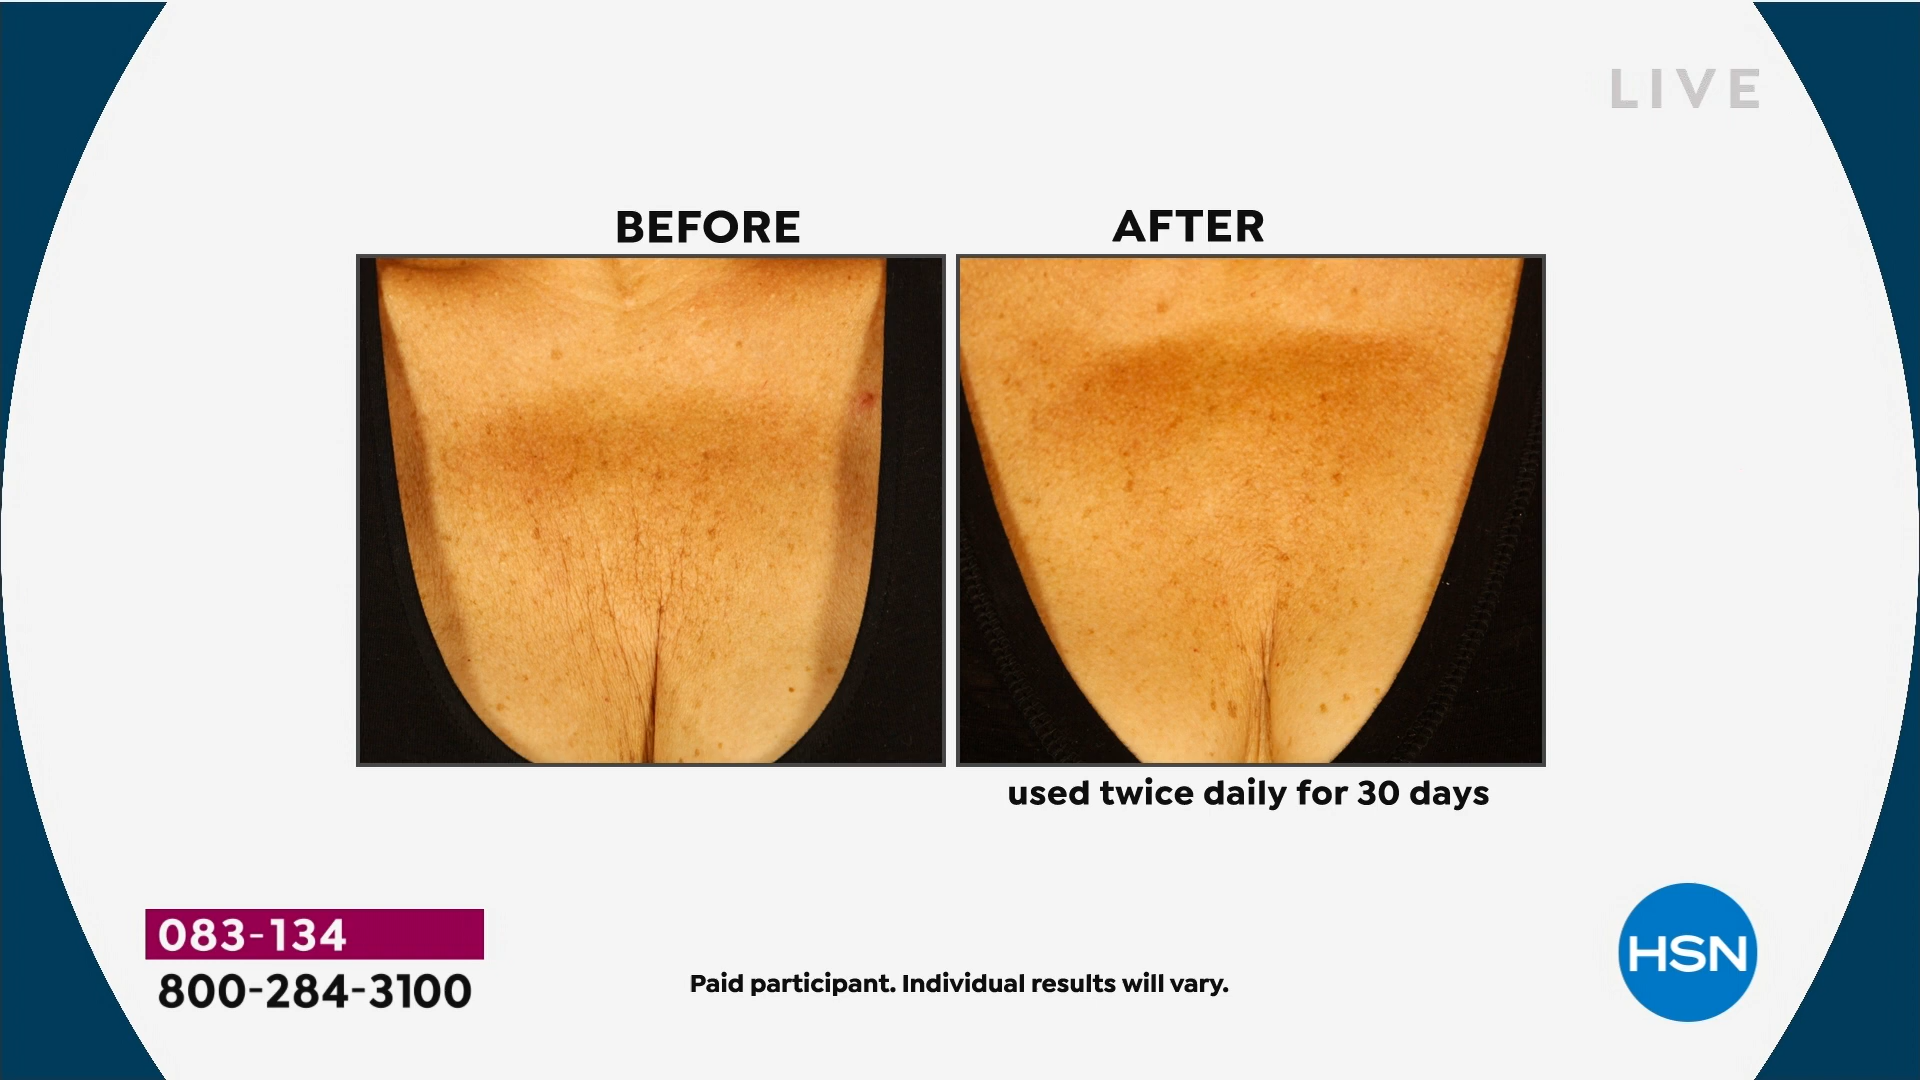 LIVE
BEFORE
AFTER
used twice daily for 30 days
083-134
800-284-3100
Paid participant. Individual results will vary.
HSN